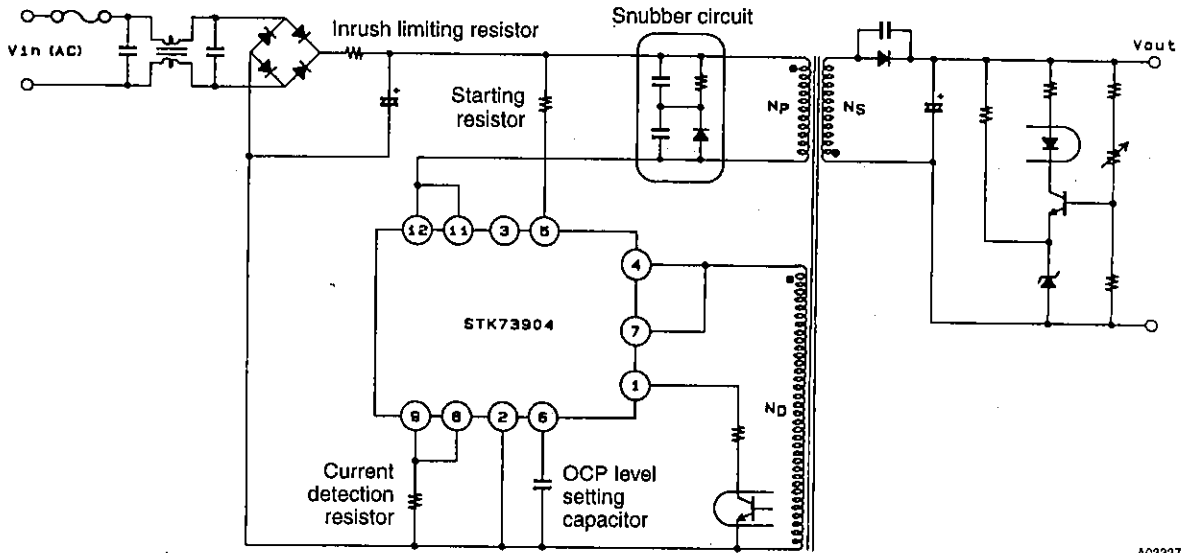 Snubber circuit
Inrush limiting resistor
Vin (AC)
Vout
Starting
resistor
NP
NS
12
11
3
5
4
STK73904
7
1
ND
9
8
2
6
Current
detection
resistor
OCP level
setting
capacitor